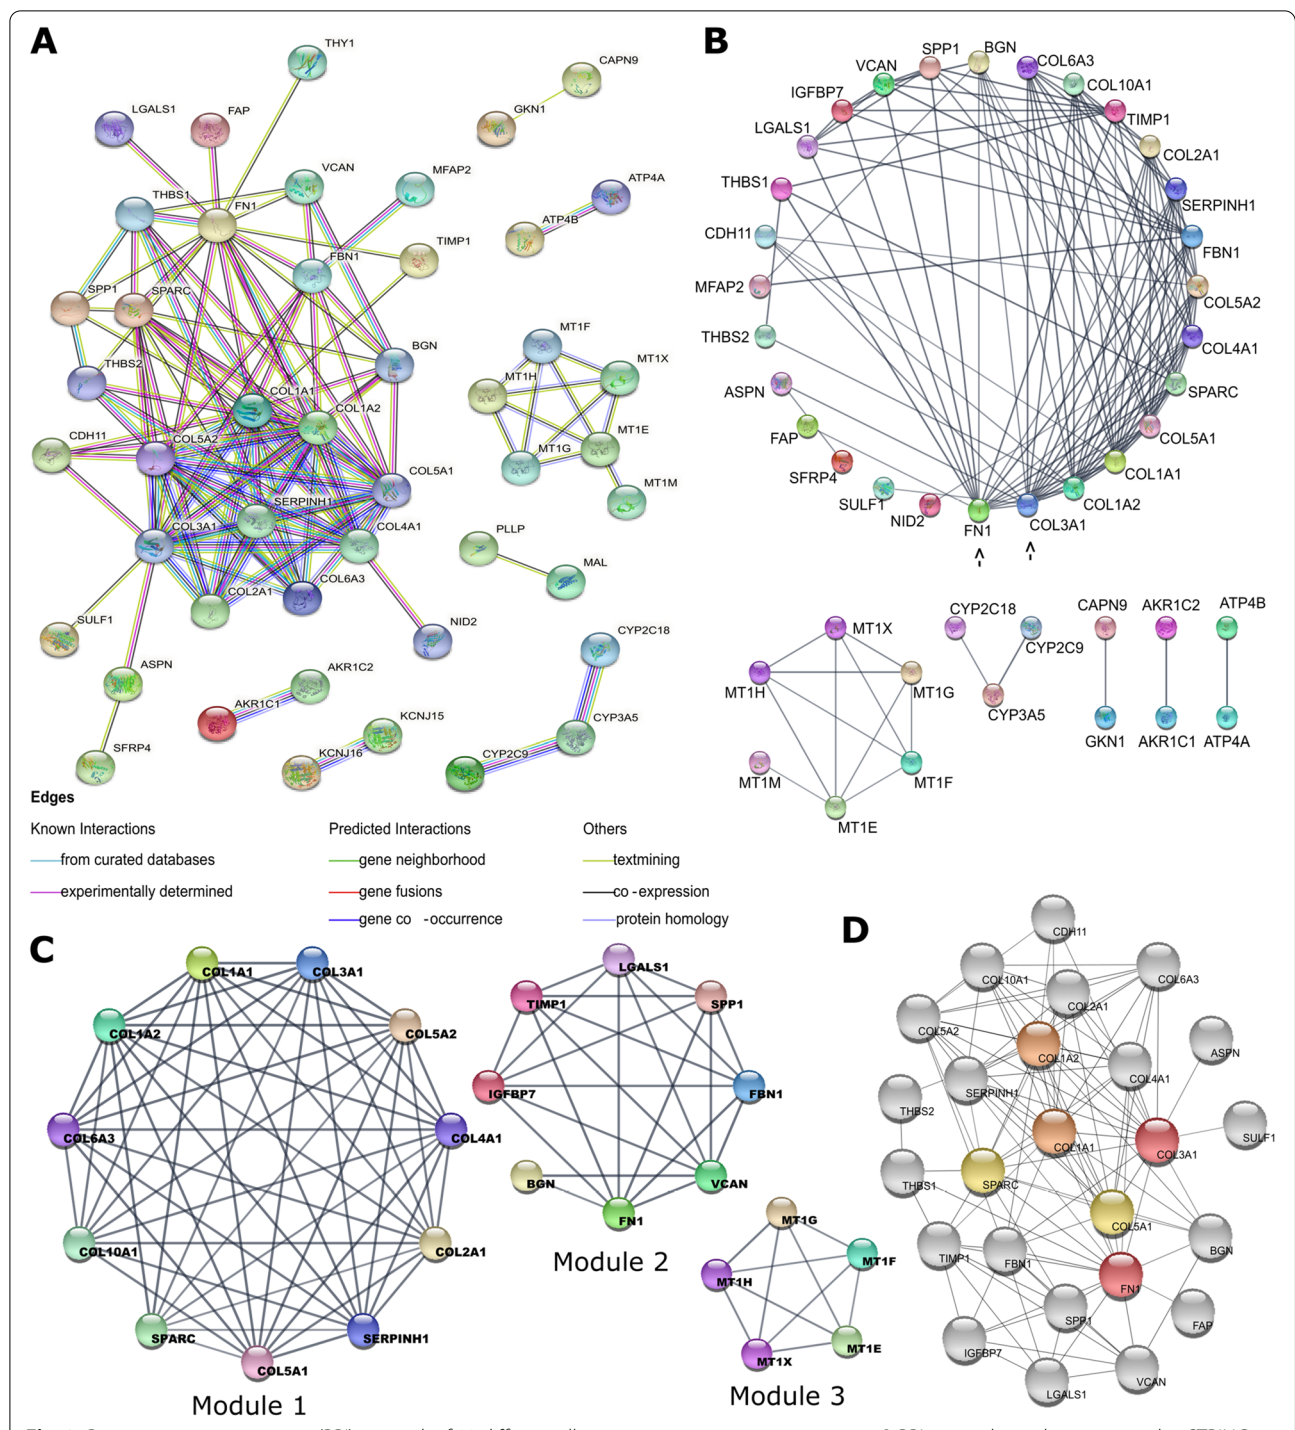 A
THY1
CAPN9
LGALS1
FAP
GKN1
VCAN
MFAP2
ATP4A
THBS1
FN1
ATP4B
TIMP1
FBN1
SPP1
SPARC
MT1F
BGN
MT1X
THBS2
MT1H
COL1A1
COL1A2
MT1E
CDH11
COL5A2
MT1G
COL5A1
MT1M
SERPINH1
COL3A1
COL4A1
PLLP
MAL
COL6A3
COL2A1
SULF1
NID2
CYP2C18
ASPN
AKR1C2
AKR1C1
KCNJ15
CYP3A5
SFRP4
KCNJ16
CYP2C9
Edges
Known Interactions
Predicted Interactions
Others
from curated databases
gene neighborhood
textmining
experimentally determined
gene fusions
co -expression
gene co -occurrence
protein homology
B
SPP1
BGN
COL6A3
VCAN
COL10A1
IGFBP7
TIMP1
LGALS1
COL2A1
THBS1
SERPINH1
CDH11
FBN1
MFAP2
COL5A2
THBS2
COL4A1
ASPN
SPARC
FAP
COL5A1
SFRP4
COL1A1
SULF1
COL1A2
NID2
FN1
COL3A1
MT1X
CYP2C18
CAPN9
AKR1C2
ATP4B
CYP2C9
MT1H
MT1G
CYP3A5
GKN1
AKR1C1
ATP4A
MT1M
MT1F
MT1E
C
COL1A1
COL3A1
COL1A2
COL5A2
COL6A3
COL4A1
COL10A1
COL2A1
SPARC
SERPINH1
COL5A1
Module 1
LGALS1
TIMP1
SPP1
IGFBP7
FBN1
BGN
VCAN
FN1
Module 2
MT1G
MT1F
MT1H
MT1E
MT1X
Module 3
D
CDH11
COL10A1
COL6A3
COL2A1
COL5A2
COL1A2
ASPN
COL4A1
SERPINH1
THBS2
COL1A1
SULF1
COL3A1
THBS1
SPARC
COL5A1
TIMP1
FBN1
BGN
FN1
SPP1
FAP
IGFBP7
VCAN
LGALS1